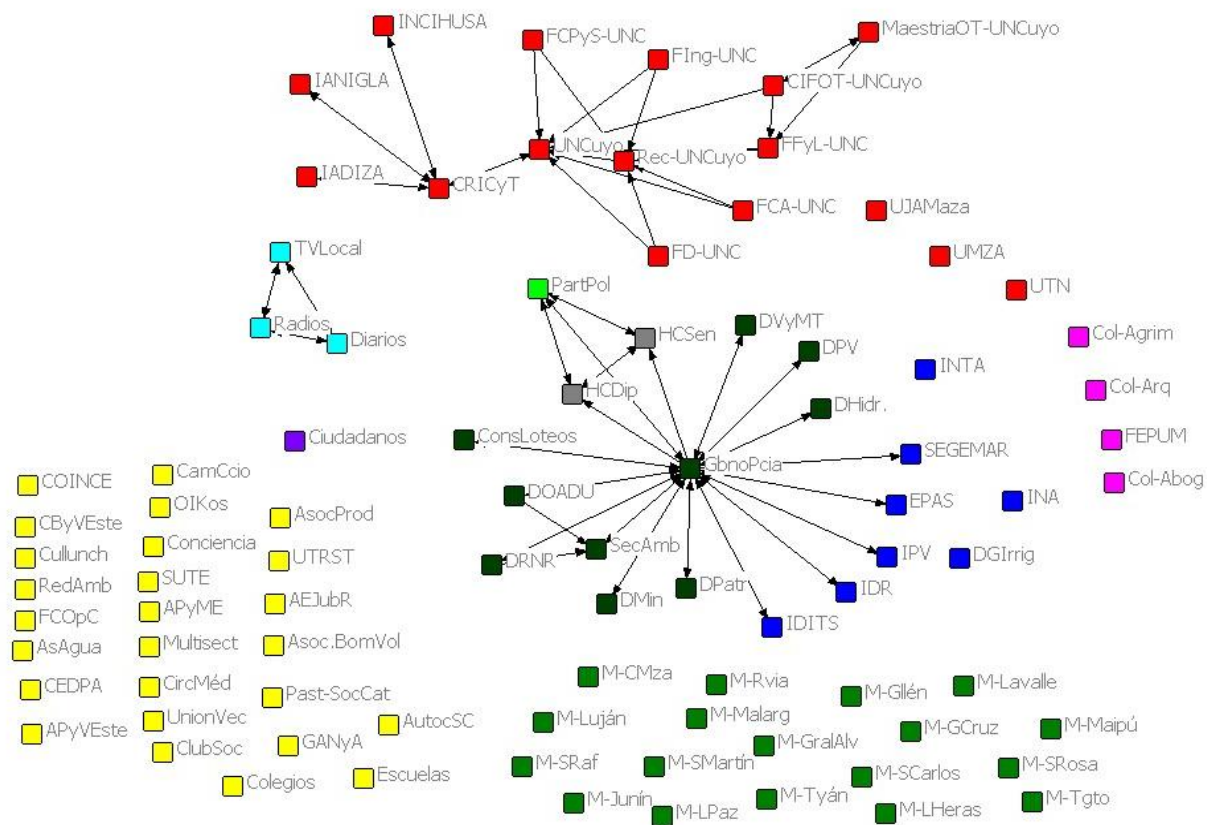 INCIHUSA
FCPyS-UNC
MaestriaOT-UNCuyo
FIng-UNC
IANIGLA
CIFOT-UNCuyo
UNCuyo
Rec-UNCuyo
FFyL-UNC
IADIZA
CRICyT
FCA-UNC
UJAMaza
FD-UNC
UMZA
TVLocal
PartPol
UTN
Radios
Diarios
HCSen
DVyMT
DPV
Col-Agrim
INTA
HCDip
Col-Arq
DHidr.
Ciudadanos
ConsLoteos
FEPUM
GbnoPcia
SEGEMAR
Col-Abog
COINCE
CamCcio
DOADU
EPAS
INA
OIKos
AsocProd
CByVEste
Conciencia
SecAmb
Cullunch
UTRST
DRNR
IPV
DGIrrig
RedAmb
SUTE
DPatr
IDR
FCOpC
APyME
AEJubR
DMin
IDITS
AsAgua
Multisect
Asoc.BomVol
CEDPA
CircMéd
Past-SocCat
M-CMza
M-Rvia
M-Gllén
M-Lavalle
APyVEste
UnionVec
AutocSC
M-Luján
M-Malarg
M-GCruz
M-Maipú
ClubSoc
GANyA
M-GralAlv
Colegios
Escuelas
M-SRaf
M-SMartín
M-SCarlos
M-SRosa
M-Junín
M-LPaz
M-Tyán
M-LHeras
M-Tgto